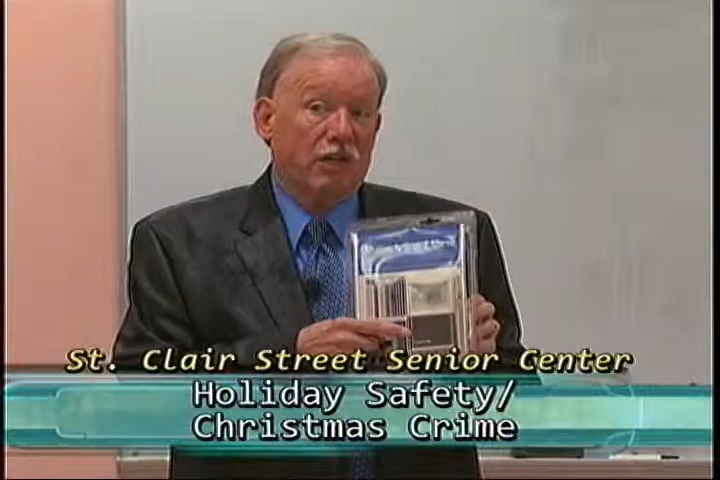 St. Clair Street Senior Center
Holiday Safety/
Christmas Crime